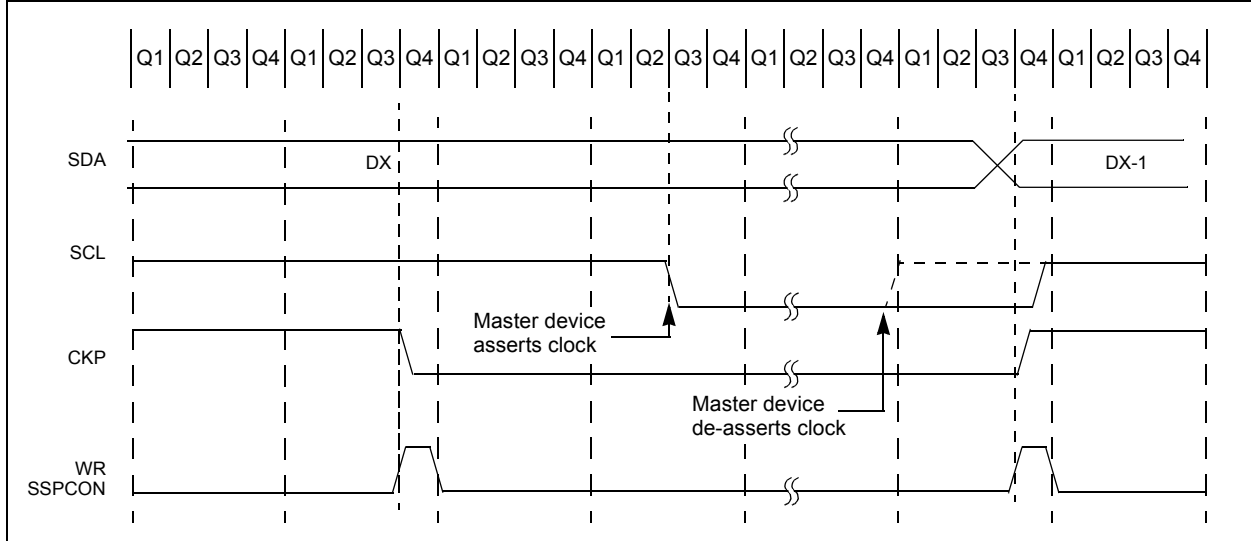 Q1 Q2 Q3 Q4 Q1 Q2 Q3 Q4 Q1 Q2 Q3 Q4 Q1 Q2 Q3 Q4 Q1 Q2 Q3 Q4 Q1 Q2 Q3 Q4 Q1 Q2 Q3 Q4
SDA
DX
DX-1
SCL
Master device
asserts clock
CKP
Master device
de-asserts clock
WR
SSPCON